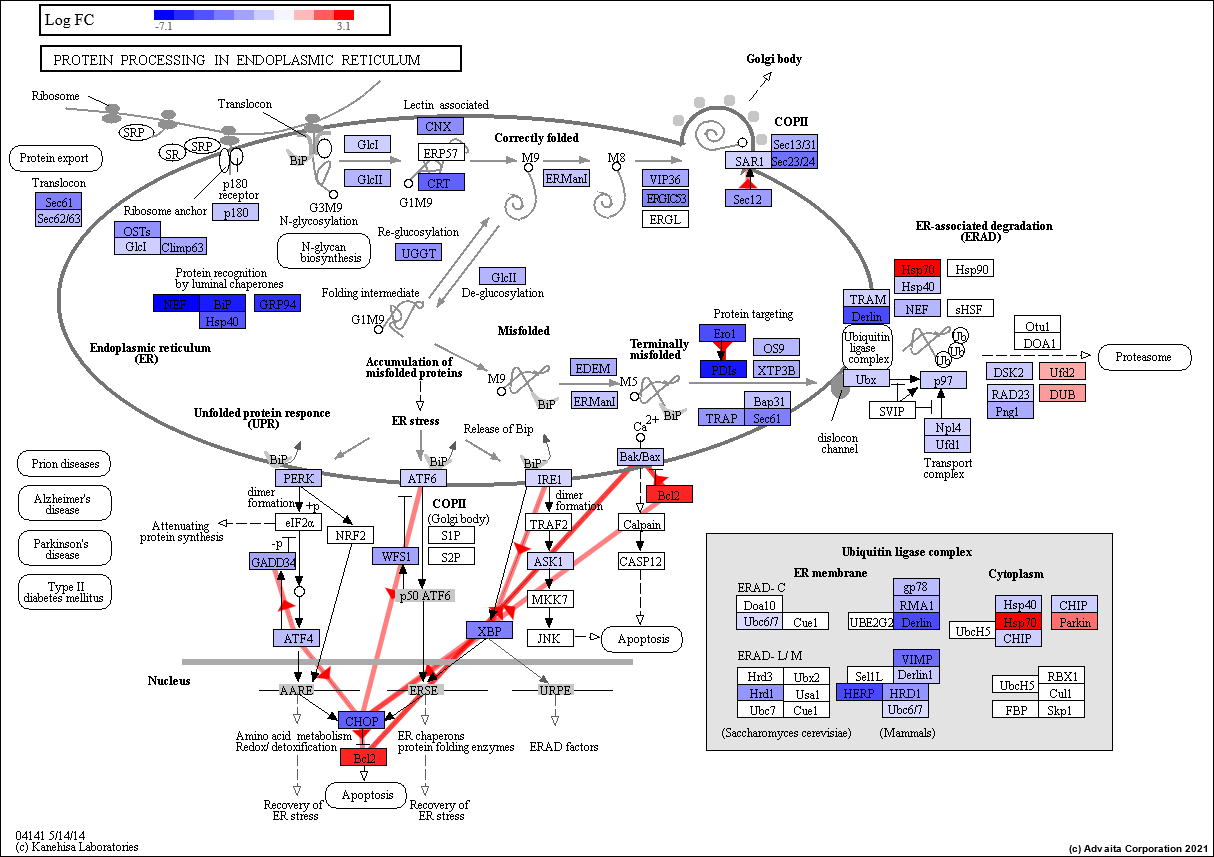 Log FC
-7.1
3.1
PROTEIN PROCESSING IN ENDOPLASMIC RETICULUM
Golgi body
Ribosome
Translocon
Lectin associated
COPII
SRP
SR
SRP
BiP
GlcI
GlcII
CNX
ERP57
CRT
Correctly folded
M9
M8
ERManI
VIP36
ERGIC53
ERGL
SAR1
Sec13/31
Sec23/24
Sec12
Protein export
Translocon
Sec61
Sec62/63
p180
receptor
Ribosome anchor
p180
OSTs
GlcI
Climp63
G3M9
N-glycosylation
G1M9
N-glycan
biosynthesis
Re-glucosylation
UGGT
GlcII
De-glucosylation
Protein recognition
by luminal chaperones
NEF
BiP
GRP94
Hsp40
Folding intermediate
G1M9
Endoplasmic reticulum
(ER)
Misfolded
Accumulation of
misfolded proteins
Terminally
misfolded
Protein targeting
Ero1
PDIs
OS9
XTP3B
M9
BiP
EDEM
ERManI
M5
BiP
Bap31
TRAP
Sec61
ER-associated degradation
(ERAD)
Hsp70
Hsp90
Hsp40
NEF
sHSF
TRAM
Derlin
Ubiquitin
ligase
complex
Ub
Ub
Ub
Otu1
DOA1
Proteasome
Ubx
p97
SVIP
DSK2
Ufd2
RAD23
DUB
Png1
Npl4
Ufd1
Transport
complex
dislocon
channel
Unfolded protein responce
(UPR)
ER stress
Release of Bip
Ca2+
Bak/Bax
Bcl2
BiP
BiP
BiP
PERK
ATF6
IRE1
Prion diseases
Alzheimer's
disease
Parkinson's
disease
Type II
diabetes mellitus
dimer
formation
+p
eIF2α
NRF2
-p
Attenuating
protein synthesis
GADD34
ATF4
COPII
(Golgi body)
S1P
S2P
WFS1
p50 ATF6
dimer
formation
TRAF2
ASK1
MKK7
JNK
Calpain
CASP12
Apoptosis
XBP
Nucleus
AARE
ERSE
URPE
CHOP
Bcl2
Amino acid metabolism
Redox/ detoxification
ER chaperons
protein folding enzymes
ERAD factors
Apoptosis
Recovery of
ER stress
Recovery of
ER stress
Ubiquitin ligase complex
ER membrane
Cytoplasm
ERAD- C
Doa10
Ubc6/7
Cue1
gp78
RMA1
UBE2G2
Derlin
Hsp40
CHIP
UbcH5
Hsp70
Parkin
CHIP
ERAD- L/ M
Hrd3
Ubx2
Hrd1
Usa1
Ubc7
Cue1
VIMP
Sel1L
Derlin1
HERP
HRD1
Ubc6/7
UbcH5
RBX1
Cul1
FBP
Skp1
(Saccharomyces cerevisiae)
(Mammals)
04141 5/14/14
(c) Kanehisa Laboratories
(c) Advaita Corporation 2021